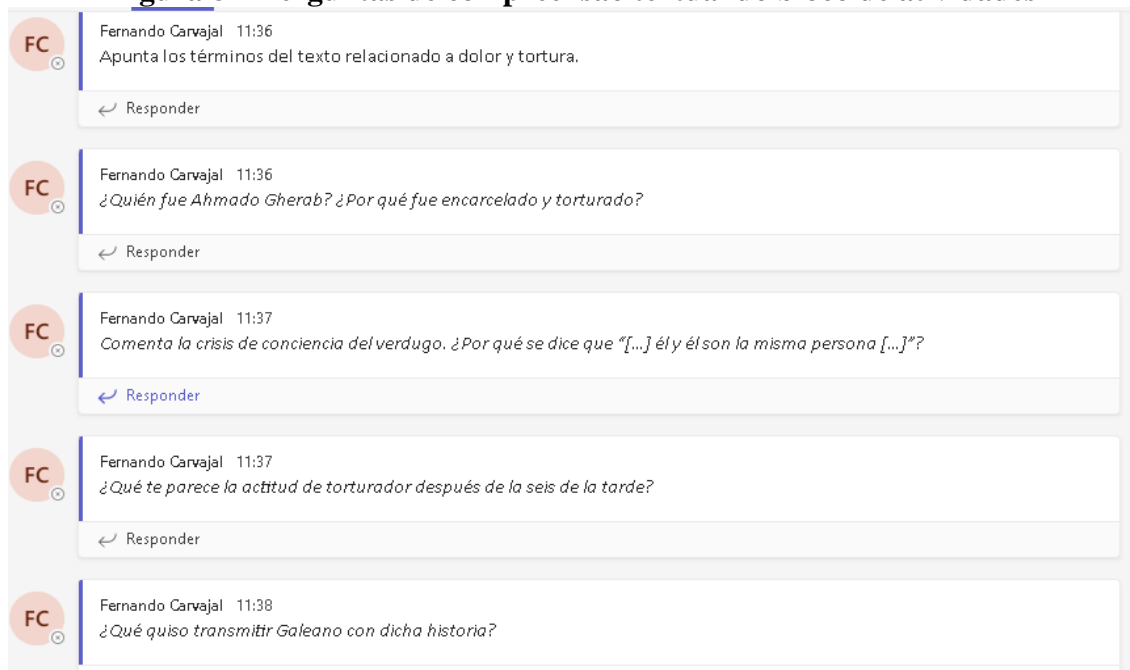 Fernando Carvajal 11:36
Apunta los términos del texto relacionado a dolor y tortura.
Responder
FC
Fernando Carvajal 11:36
¿Quién fue Ahmado Gherab? ¿Por qué fue encarcelado y torturado?
Responder
FC
Fernando Carvajal 11:37
Comenta la crisis de conciencia del verdugo. ¿Por qué se dice que "[...] él y él son la misma persona [...]"?
Responder
FC
Fernando Carvajal 11:37
¿Qué te parece la actitud de torturador después de la seis de la tarde?
Responder
FC
Fernando Carvajal 11:38
¿Qué quiso transmitir Galeano con dicha historia?
FC